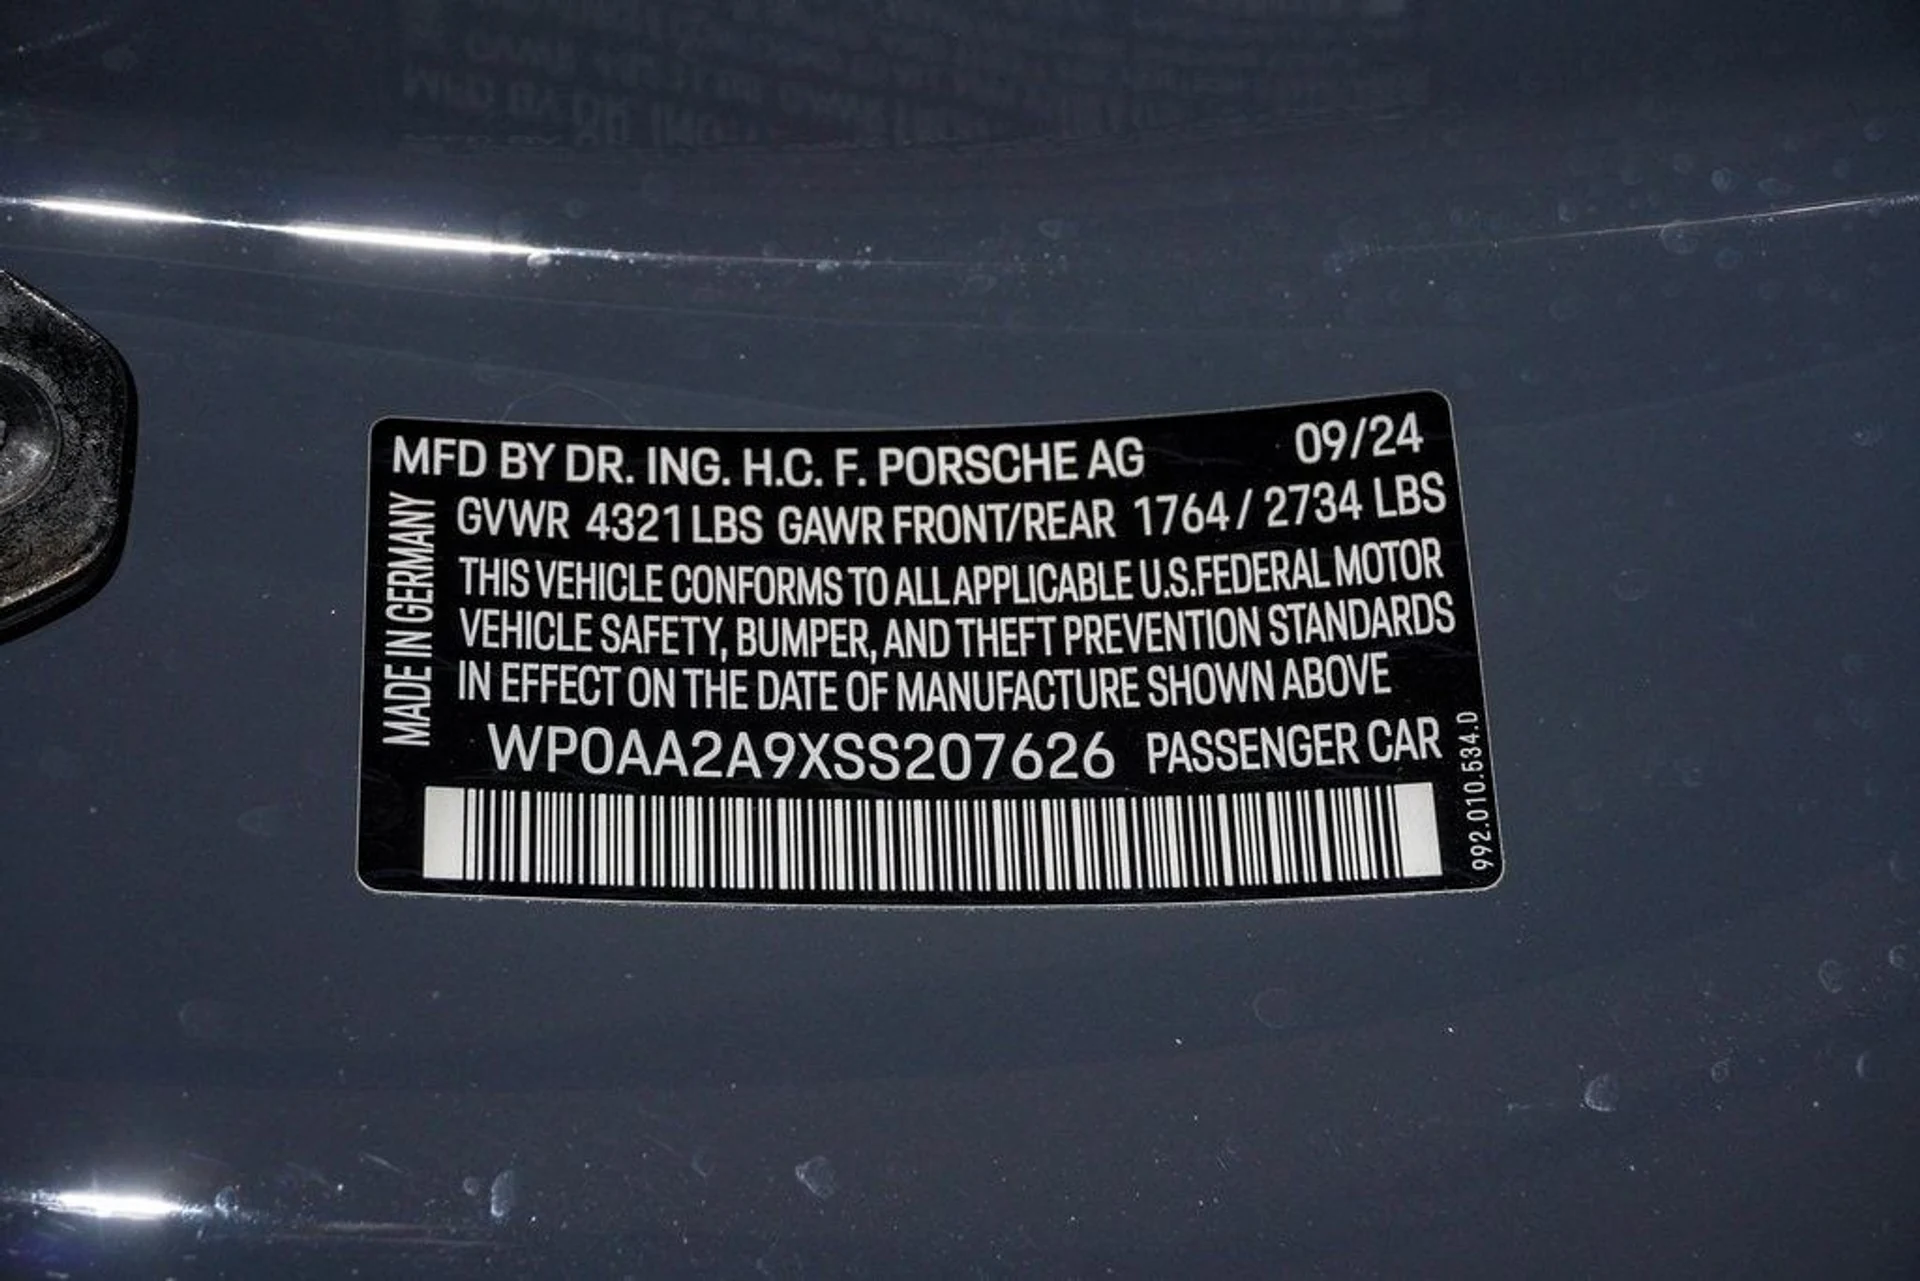 MFD BY DR. ING. H.C. F. PORSCHE AG 09/24
GVWR 4321 LBS GAWR FRONT/REAR 1764 / 2734 LBS
THIS VEHICLE CONFORMS TO ALL APPLICABLE U.S.FEDERAL MOTOR
VEHICLE SAFETY, BUMPER, AND THEFT PREVENTION STANDARDS
IN EFFECT ON THE DATE OF MANUFACTURE SHOWN ABOVE
WP0AA2A9XSS207626 PASSENGER CAR
MADE IN GERMANY
992.010.534.D